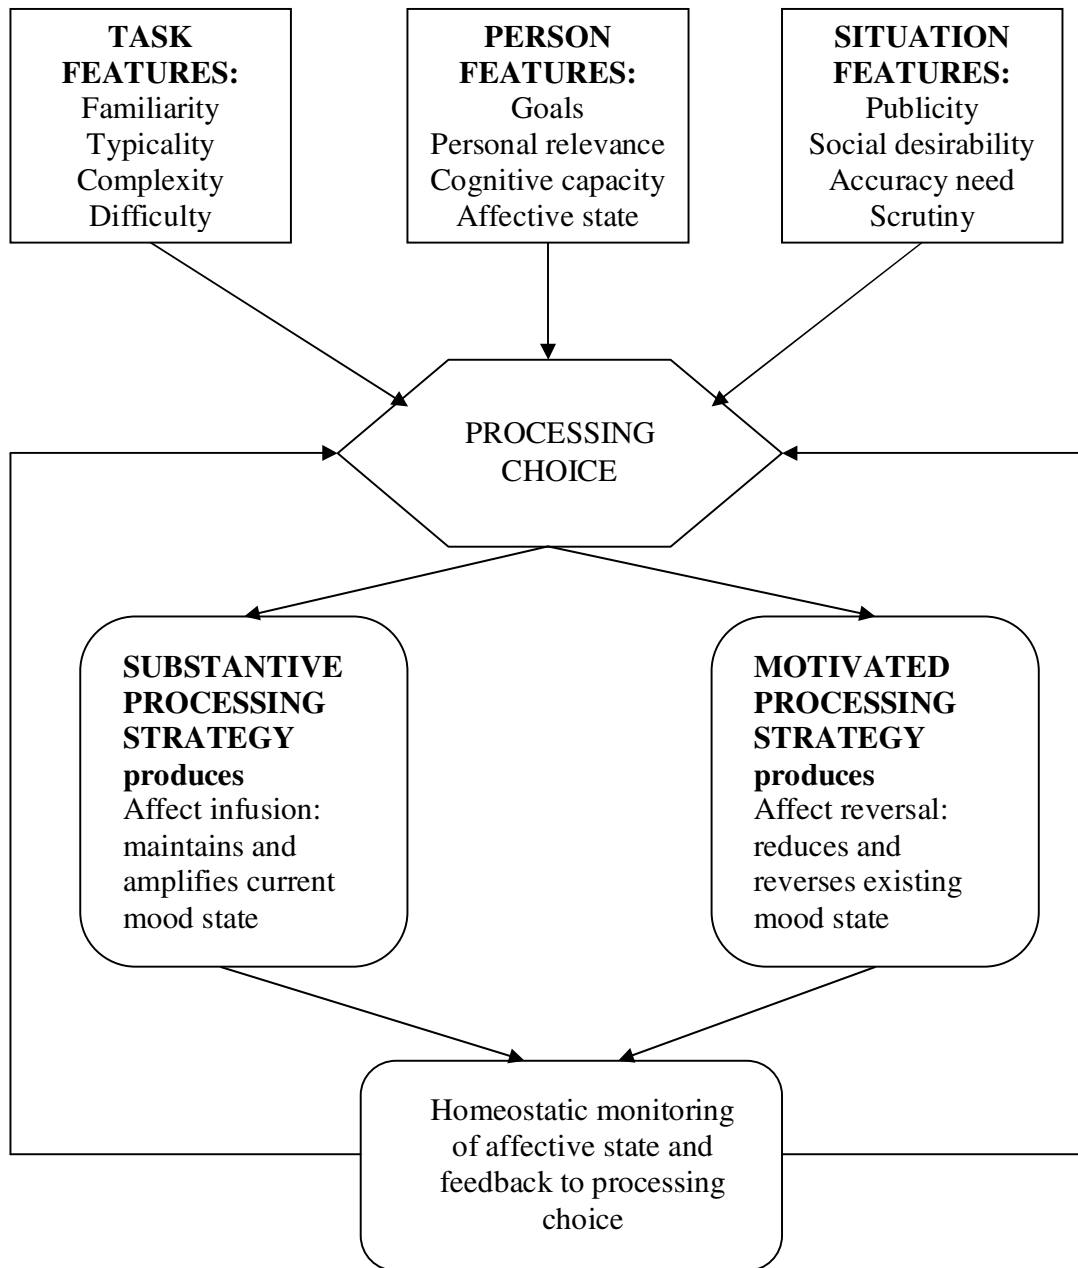 TASK
FEATURES:
Familiarity
Typicality
Complexity
Difficulty
PERSON
FEATURES:
Goals
Personal relevance
Cognitive capacity
Affective state
SITUATION
FEATURES:
Publicity
Social desirability
Accuracy need
Scrutiny
PROCESSING
CHOICE
SUBSTANTIVE
PROCESSING
STRATEGY
produces
Affect infusion:
maintains and
amplifies current
mood state
MOTIVATED
PROCESSING
STRATEGY
produces
Affect reversal:
reduces and
reverses existing
mood state
Homeostatic monitoring
of affective state and
feedback to processing
choice